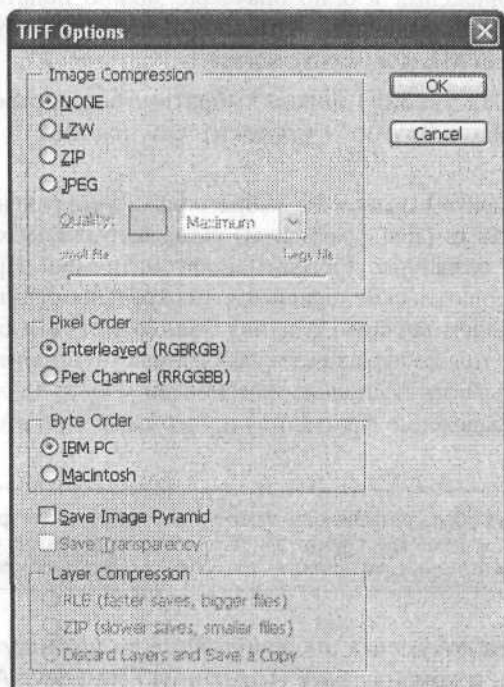 TIFF Options
Image Compression
NONE
LZW
ZIP
JPEG
Quality: Maximum
small file large file
OK
Cancel
Pixel Order
Interleaved (RGBRGB)
Per Channel (RRGGBB)
Byte Order
IBM PC
Macintosh
Save Image Pyramid
Save Transparency
Layer Compression
RLE (faster saves, bigger files)
ZIP (slower saves, smaller files)
Discard Layers and Save a Copy